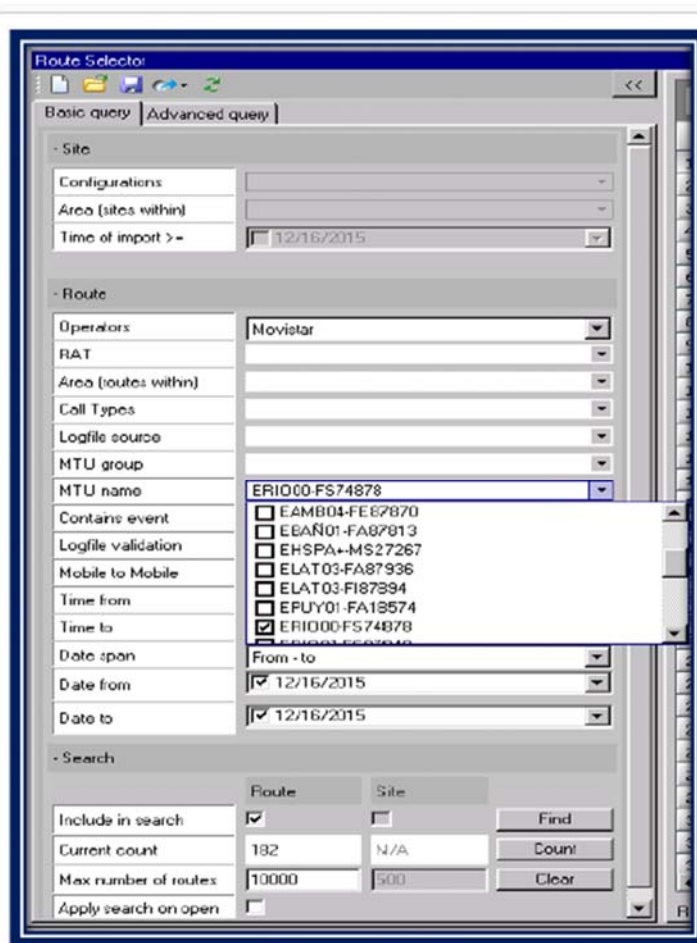 Route Selector
<<
Basic query Advanced query
- Site
Configurations
Area (sites within)
Time of import >= 12/16/2015
- Route
Operators Movistar
RAT
Area (routes within)
Call Types
Logfile source
MTU group
MTU name ERIO00-FS74878
Contains event EAMB04-FE87870
EBAÑ01-FA87813
Logfile validation EHSPA+-MS27267
Mobile to Mobile ELAT03-FA87936
ELAT03-FI87894
Time from EPUY01-FA18574
Time to ERIO00-FS74878
Date span From - to
Date from 12/16/2015
Date to 12/16/2015
- Search
Route Site
Include in search Find
Current count 182 N/A Count
Max number of routes 10000 500 Clear
Apply search on open